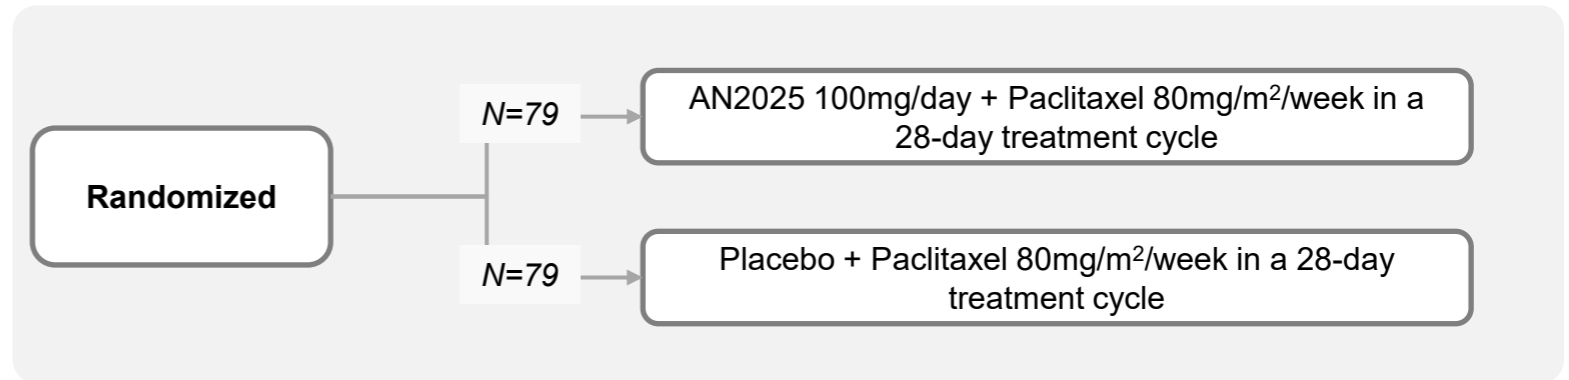 N=79
AN2025 100mg/day + Paclitaxel 80mg/m²/week in a
28-day treatment cycle
Randomized
N=79
Placebo + Paclitaxel 80mg/m²/week in a 28-day
treatment cycle